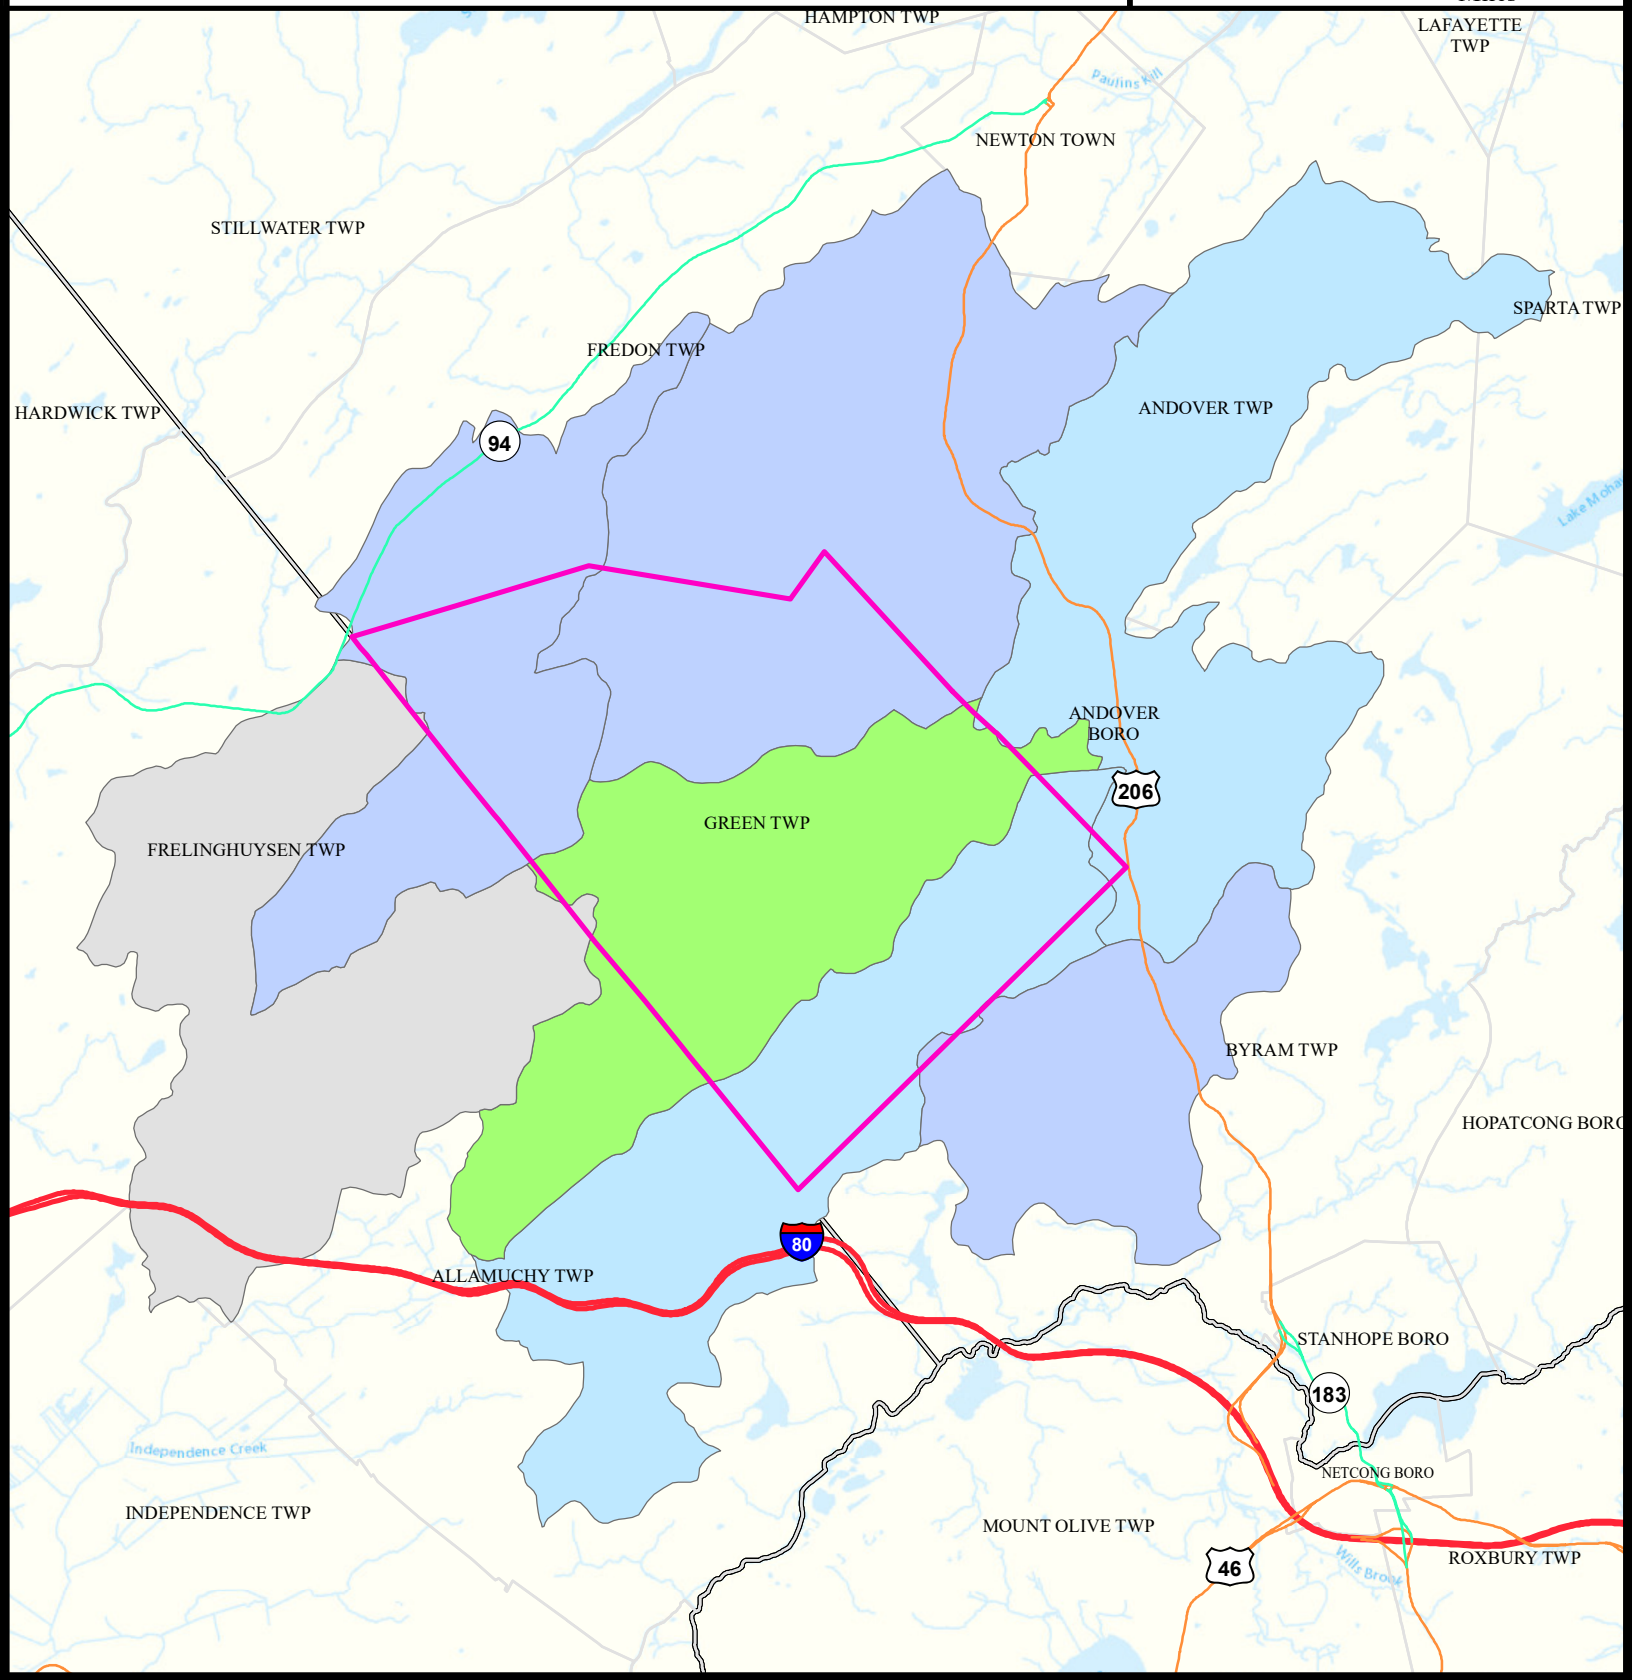 HAMPTON TWP
LAFAYETTE
TWP
Paulins Kill
NEWTON TOWN
STILLWATER TWP
SPARTA TWP
FREDON TWP
HARDWICK TWP
ANDOVER TWP
94
Lake Moha
ANDOVER
BORO
206
GREEN TWP
FRELINGHUYSEN TWP
BYRAM TWP
HOPATCONG BORO
80
ALLAMUCHY TWP
STANHOPE BORO
183
Independence Creek
NETCONG BORO
INDEPENDENCE TWP
MOUNT OLIVE TWP
46
Wills Brook
ROXBURY TWP